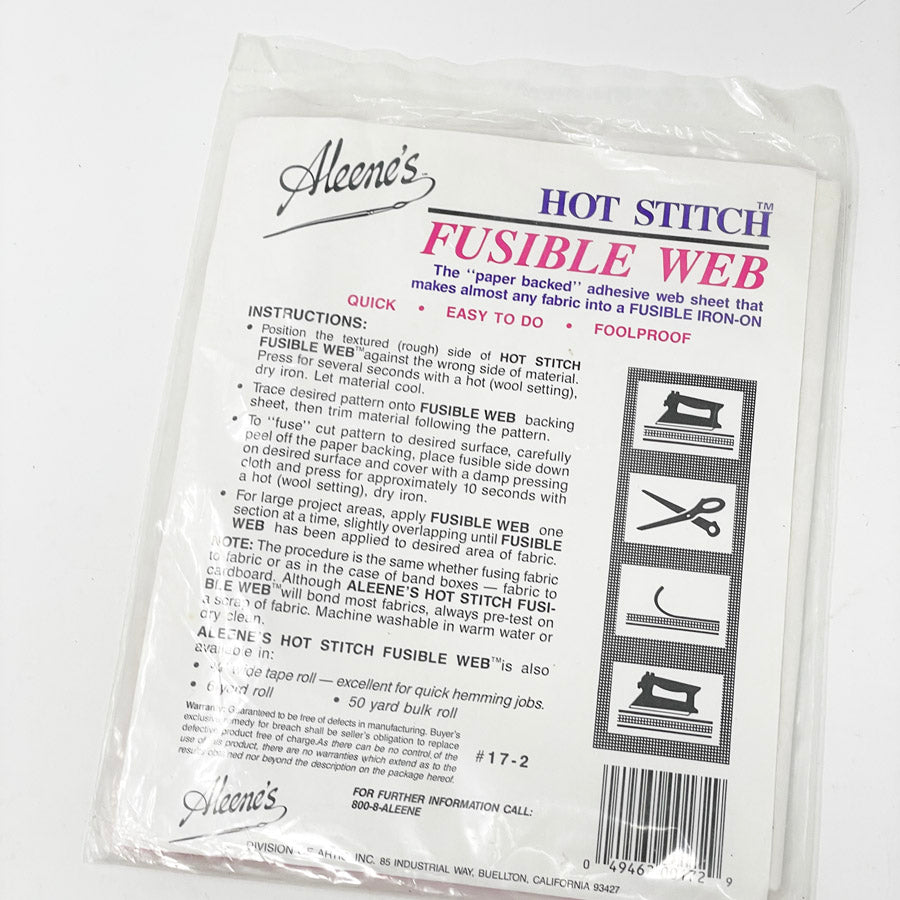 Aleene's
HOT STITCH™
FUSIBLE WEB
The "paper backed" adhesive web sheet that
makes almost any fabric into a FUSIBLE IRON-ON
QUICK • EASY TO DO • FOOLPROOF
INSTRUCTIONS:
• Position the textured (rough) side of HOT STITCH
FUSIBLE WEB™ against the wrong side of material.
Press for several seconds with a hot (wool setting),
dry iron. Let material cool.
• Trace desired pattern onto FUSIBLE WEB backing
sheet, then trim material following the pattern.
• To "fuse" cut pattern to desired surface, carefully
peel off the paper backing, place fusible side down
on desired surface and cover with a damp pressing
cloth and press for approximately 10 seconds with
a hot (wool setting), dry iron.
• For large project areas, apply FUSIBLE WEB one
section at a time, slightly overlapping until FUSIBLE
WEB has been applied to desired area of fabric.
NOTE: The procedure is the same whether fusing fabric
to fabric or as in the case of band boxes — fabric to
cardboard. Although ALEENE'S HOT STITCH FUSI-
BLE WEB™ will bond most fabrics, always pre-test on
a scrap of fabric. Machine washable in warm water or
dry clean.
ALEENE'S HOT STITCH FUSIBLE WEB™ is also
available in:
• wide tape roll — excellent for quick hemming jobs.
• 6 yard roll • 50 yard bulk roll
Warranty: Guaranteed to be free of defects in manufacturing. Buyer's
exclusive remedy for breach shall be seller's obligation to replace
defective product free of charge. As there can be no control of the
use of this product, there are no warranties which extend as to the
results obtained nor beyond the description on the package hereof.
#17-2
Aleene's
FOR FURTHER INFORMATION CALL:
800-8-ALEENE
DIVISION OF ARTIS, INC. 85 INDUSTRIAL WAY, BUELLTON, CALIFORNIA 93427
0 9